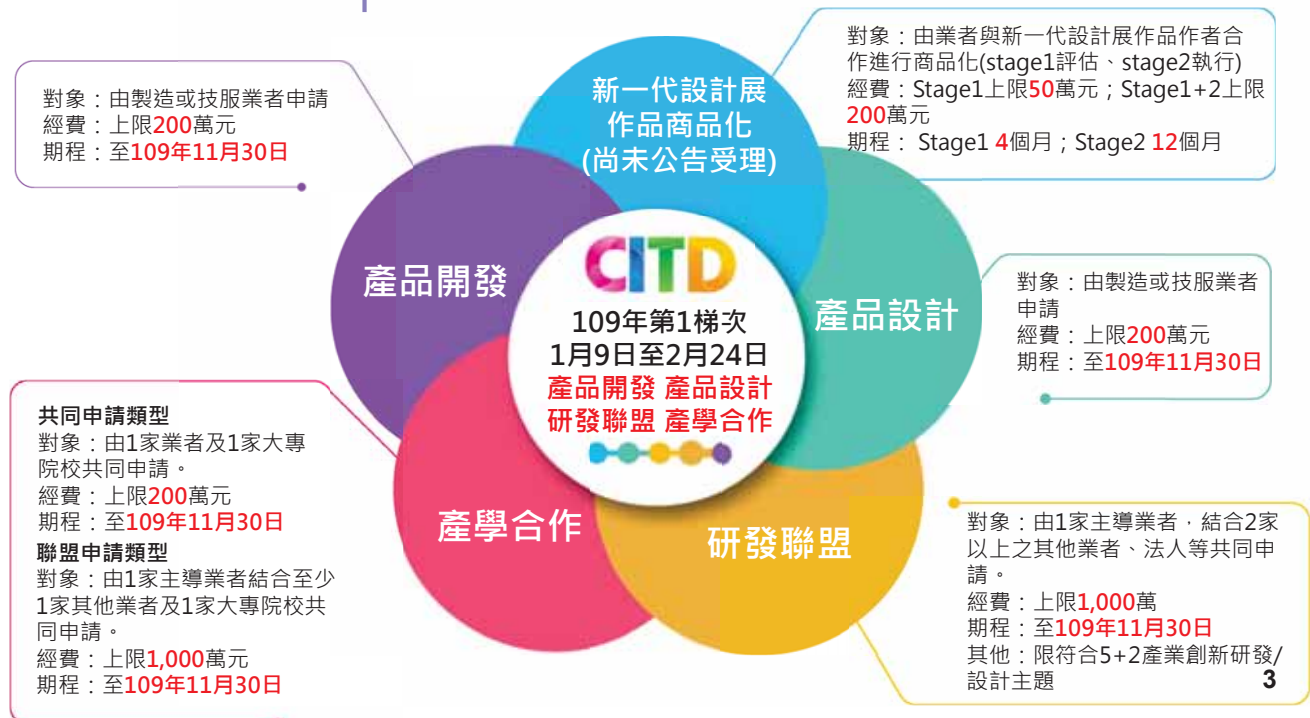 對象：由製造或技服業者申請
經費：上限200萬元
期程：至109年11月30日
新一代設計展
作品商品化
(尚未公告受理)
對象：由業者與新一代設計展作品作者合
作進行商品化(stage1評估、stage2執行)
經費：Stage1上限50萬元；Stage1+2上限
200萬元
期程： Stage1 4個月；Stage2 12個月
產品開發
CITD
109年第1梯次
1月9日至2月24日
產品開發 產品設計
研發聯盟 產學合作
產品設計
對象：由製造或技服業者
申請
經費：上限200萬元
期程：至109年11月30日
共同申請類型
對象：由1家業者及1家大專
院校共同申請。
經費：上限200萬元
期程：至109年11月30日
聯盟申請類型
對象：由1家主導業者結合至少
1家其他業者及1家大專院校共
同申請。
經費：上限1,000萬元
期程：至109年11月30日
產學合作
研發聯盟
對象：由1家主導業者，結合2家
以上之其他業者、法人等共同申
請。
經費：上限1,000萬
期程：至109年11月30日
其他：限符合5+2產業創新研發/
設計主題
3